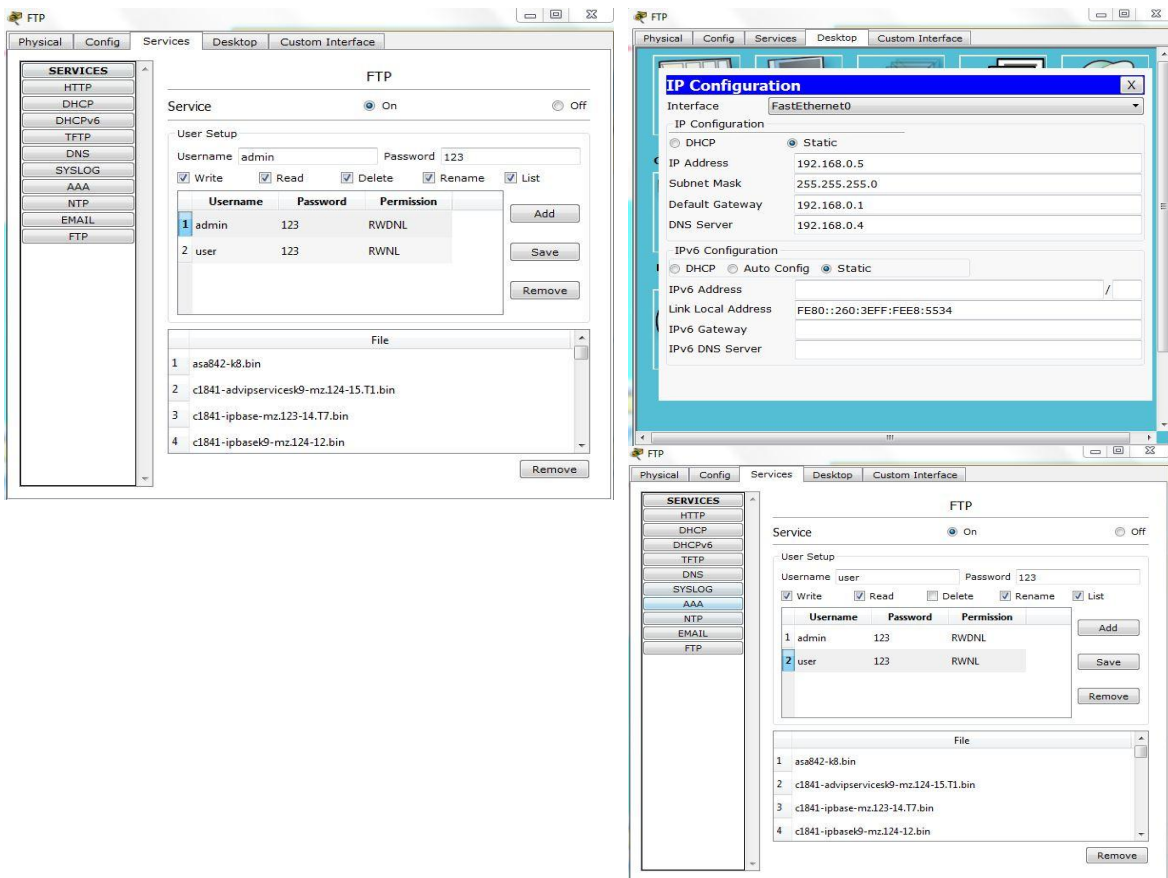 FTP
Physical Config Services Desktop Custom Interface
SERVICES
HTTP
DHCP
DHCPv6
TFTP
DNS
SYSLOG
AAA
NTP
EMAIL
FTP
FTP
Service On Off
User Setup
Username admin Password 123
Write Read Delete Rename List
Username Password Permission
1 admin 123 RWDNL
2 user 123 RWNL
Add
Save
Remove
File
1 asa842-k8.bin
2 c1841-advipservicesk9-mz.124-15.T1.bin
3 c1841-ipbase-mz.123-14.T7.bin
4 c1841-ipbasek9-mz.124-12.bin
Remove
FTP
Physical Config Services Desktop Custom Interface
IP Configuration X
Interface FastEthernet0
IP Configuration
DHCP Static
IP Address 192.168.0.5
Subnet Mask 255.255.255.0
Default Gateway 192.168.0.1
DNS Server 192.168.0.4
IPv6 Configuration
DHCP Auto Config Static
IPv6 Address /
Link Local Address FE80::260:3EFF:FEE8:5534
IPv6 Gateway
IPv6 DNS Server
FTP
Physical Config Services Desktop Custom Interface
SERVICES
HTTP
DHCP
DHCPv6
TFTP
DNS
SYSLOG
AAA
NTP
EMAIL
FTP
FTP
Service On Off
User Setup
Username user Password 123
Write Read Delete Rename List
Username Password Permission
1 admin 123 RWDNL
2 user 123 RWNL
Add
Save
Remove
File
1 asa842-k8.bin
2 c1841-advipservicesk9-mz.124-15.T1.bin
3 c1841-ipbase-mz.123-14.T7.bin
4 c1841-ipbasek9-mz.124-12.bin
Remove